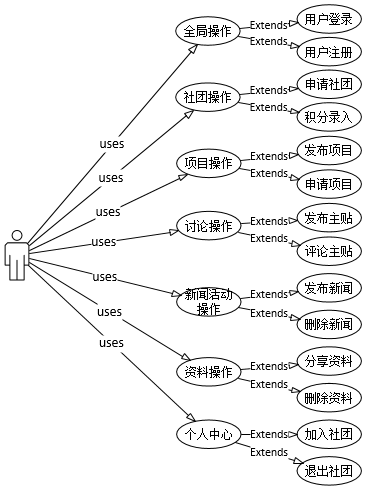 用户登录
全局操作
Extends
Extends
用户注册
申请社团
社团操作
Extends
Extends
积分录入
uses
发布项目
项目操作
Extends
Extends
申请项目
uses
发布主贴
讨论操作
Extends
Extends
评论主贴
uses
uses
发布新闻
新闻活动
操作
Extends
Extends
删除新闻
uses
分享资料
资料操作
Extends
Extends
删除资料
uses
加入社团
个人中心
Extends
Extends
退出社团
uses